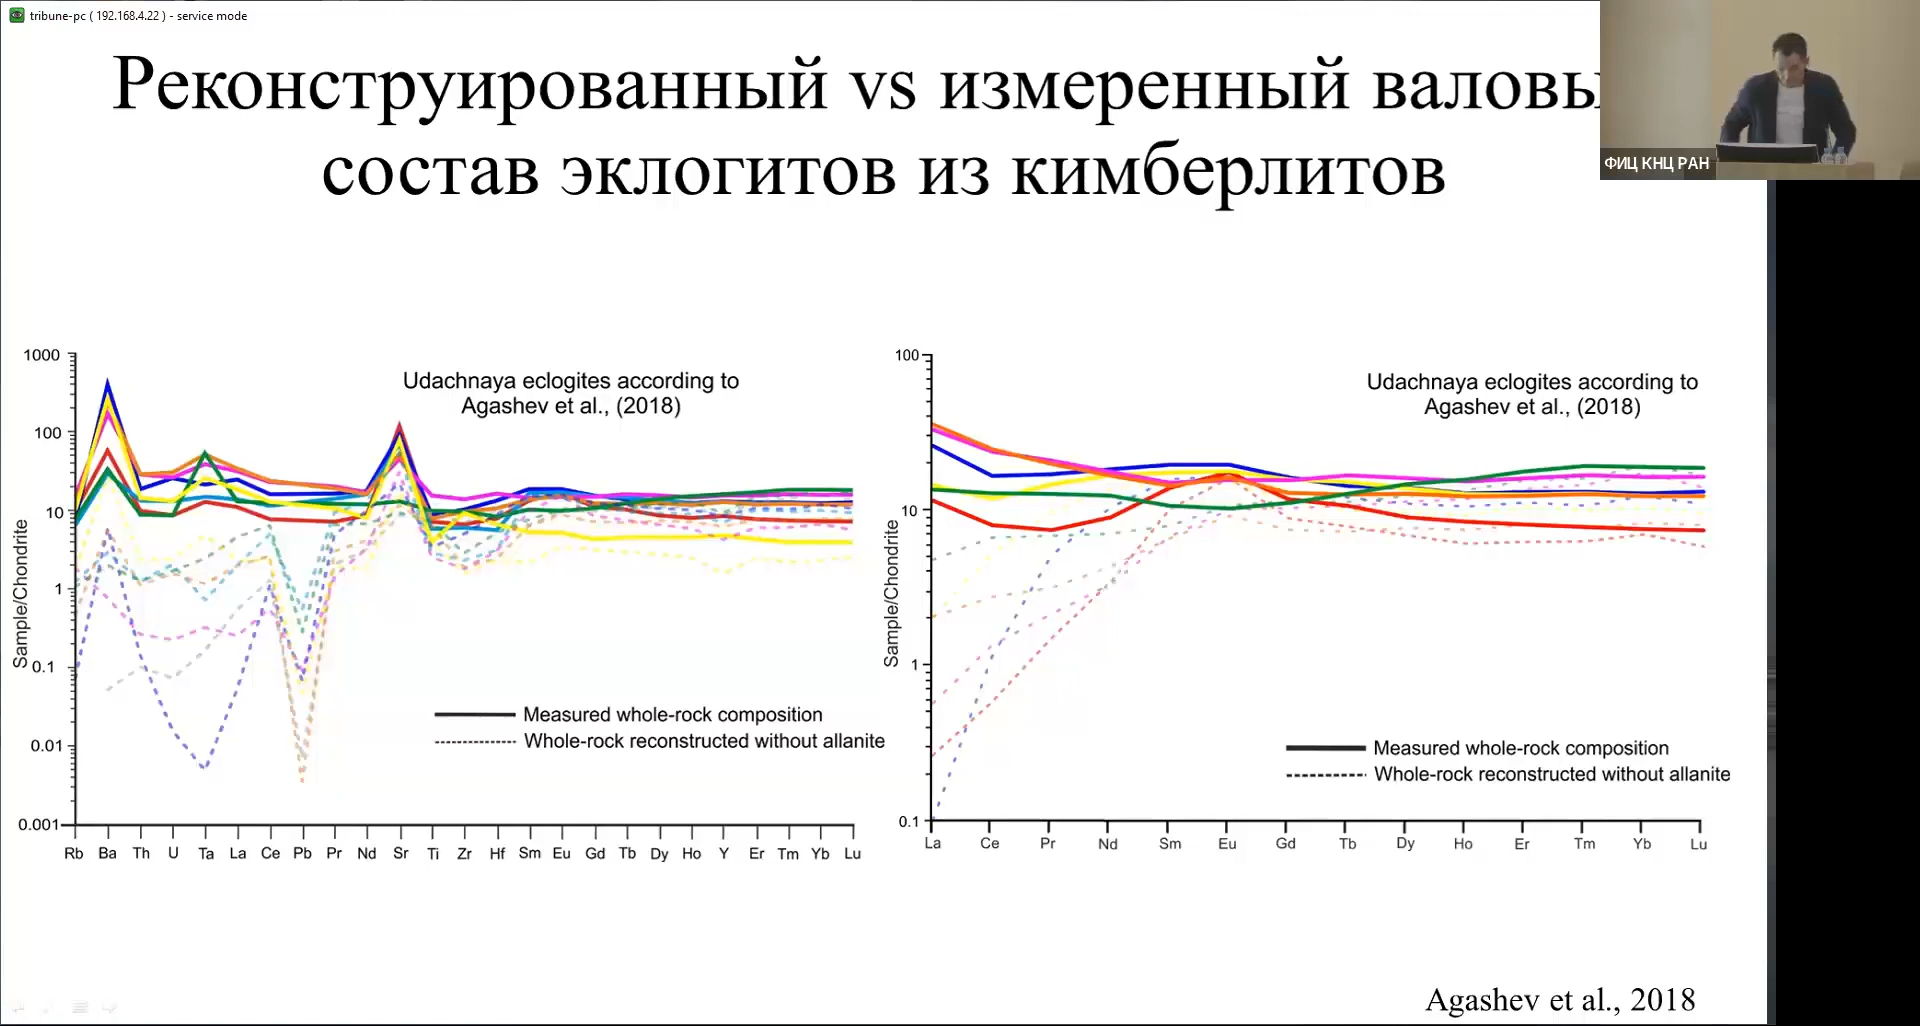 tribune-pc ( 192.168.4.22 ) - service mode
Реконструированный vs измеренный валовы
состав эклогитов из кимберлитов
ФИЦ КНЦ РАН
Udachnaya eclogites according to
Agashev et al., (2018)
1000
100
10
1
0.1
0.01
0.001
Sample/Chondrite
Measured whole-rock composition
Whole-rock reconstructed without allanite
Rb Ba Th U Ta La Ce Pb Pr Nd Sr Ti Zr Hf Sm Eu Gd Tb Dy Ho Y Er Tm Yb Lu
Udachnaya eclogites according to
Agashev et al., (2018)
100
10
1
0.1
Sample/Chondrite
Measured whole-rock composition
Whole-rock reconstructed without allanite
La Ce Pr Nd Sm Eu Gd Tb Dy Ho Er Tm Yb Lu
Agashev et al., 2018